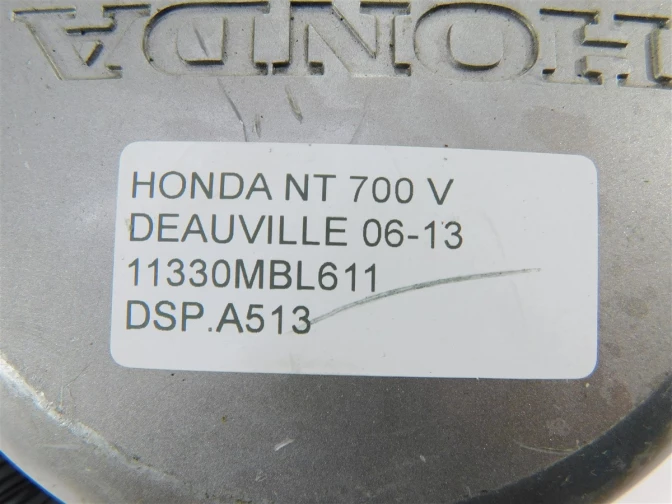 HONDA
HONDA NT 700 V
DEAUVILLE 06-13
11330MBL611
DSP.A513